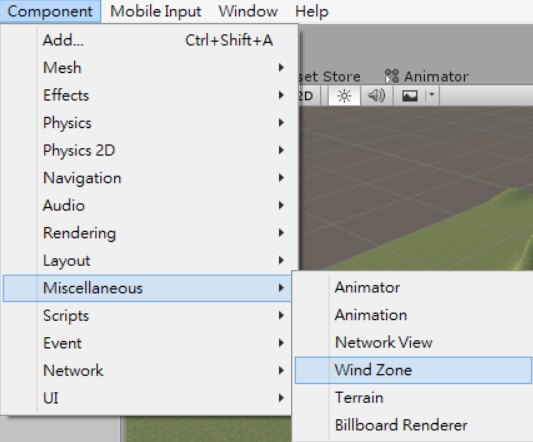 Component Mobile Input Window Help
Add... Ctrl+Shift+A
Mesh
Effects
set Store Animator
2D
Physics
Physics 2D
Navigation
Audio
Rendering
Layout
Miscellaneous
Scripts
Event
Network
UI
Animator
Animation
Network View
Wind Zone
Terrain
Billboard Renderer